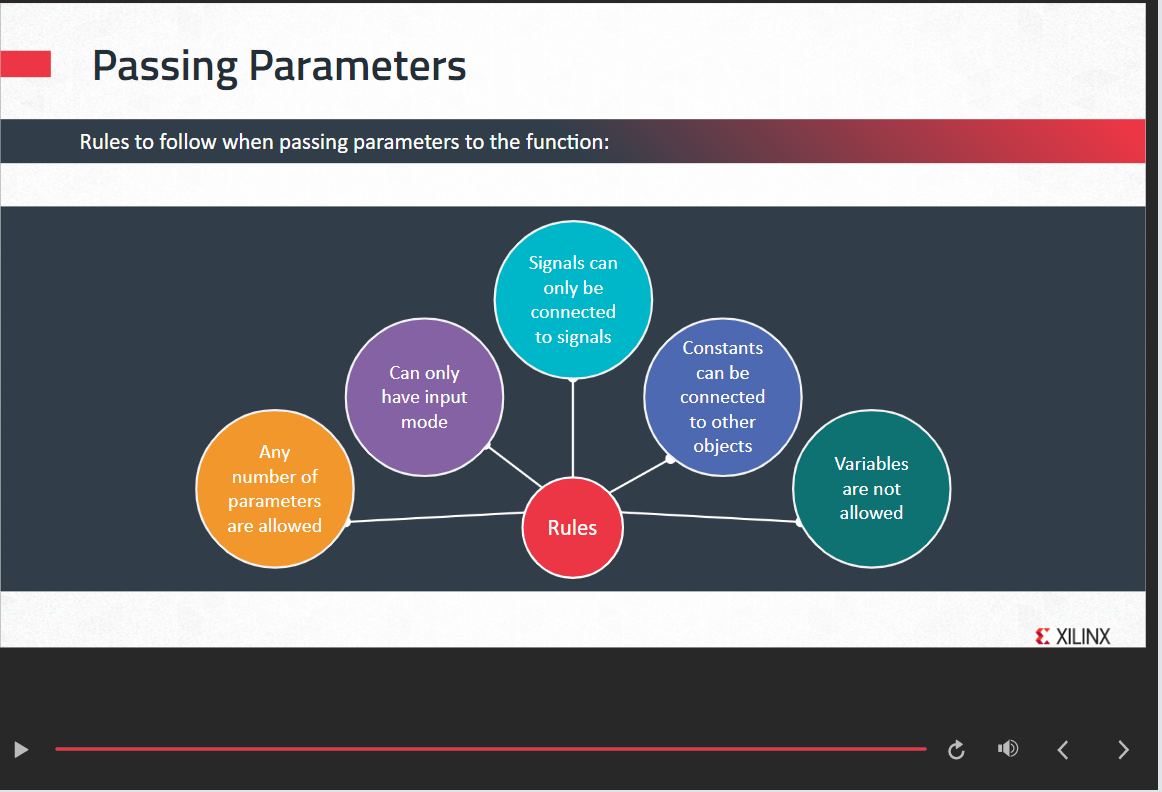 Passing Parameters
Rules to follow when passing parameters to the function:
Any
number of
parameters
are allowed
Can only
have input
mode
Signals can
only be
connected
to signals
Constants
can be
connected
to other
objects
Variables
are not
allowed
Rules
XILINX